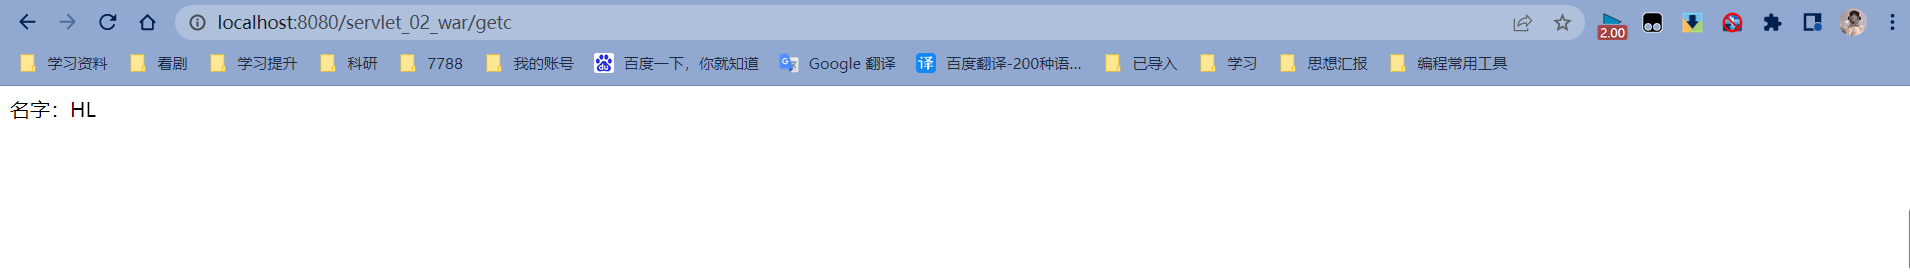 localhost:8080/servlet_02_war/getc
2.00
学习资料 看剧 学习提升 科研 7788 我的账号 百度一下，你就知道 Google 翻译 译 百度翻译-200种语... 已导入 学习 思想汇报 编程常用工具
名字：HL